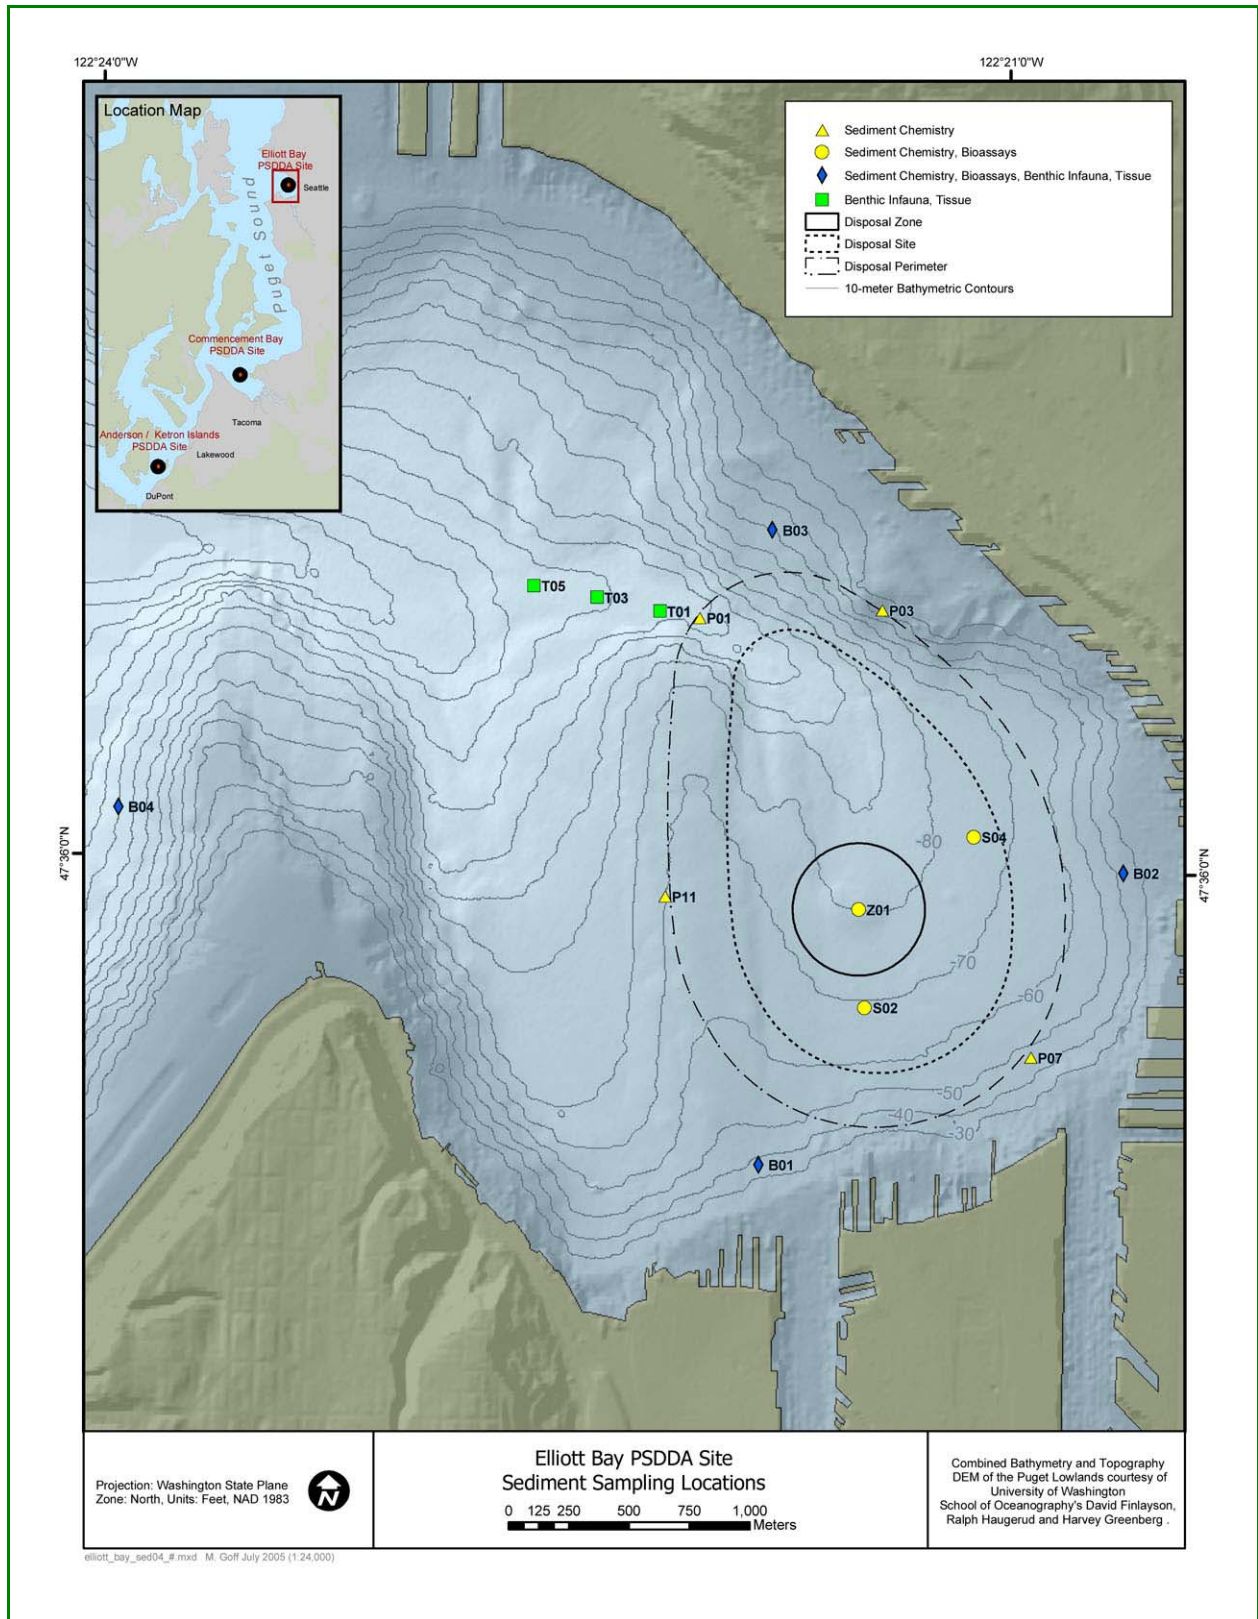 122°24'0"W
122°21'0"W
Location Map
Elliott Bay
PSDDA Site
Seattle
Puget Sound
Commencement Bay
PSDDA Site
Tacoma
Anderson / Ketron Islands
PSDDA Site
Lakewood
DuPont
Sediment Chemistry
Sediment Chemistry, Bioassays
Sediment Chemistry, Bioassays, Benthic Infauna, Tissue
Benthic Infauna, Tissue
Disposal Zone
Disposal Site
Disposal Perimeter
10-meter Bathymetric Contours
B03
T05
T03
T01
P01
P03
B04
47°36'0"N
-80
S04
B02
47°36'0"N
P11
Z01
-70
-60
S02
P07
-50
-40
-30
B01
Projection: Washington State Plane
Zone: North, Units: Feet, NAD 1983
N
Elliott Bay PSDDA Site
Sediment Sampling Locations
0 125 250 500 750 1,000
Meters
Combined Bathymetry and Topography
DEM of the Puget Lowlands courtesy of
University of Washington
School of Oceanography's David Finlayson,
Ralph Haugerud and Harvey Greenberg .
elliott_bay_sed04_#.mxd M. Goff July 2005 (1:24,000)